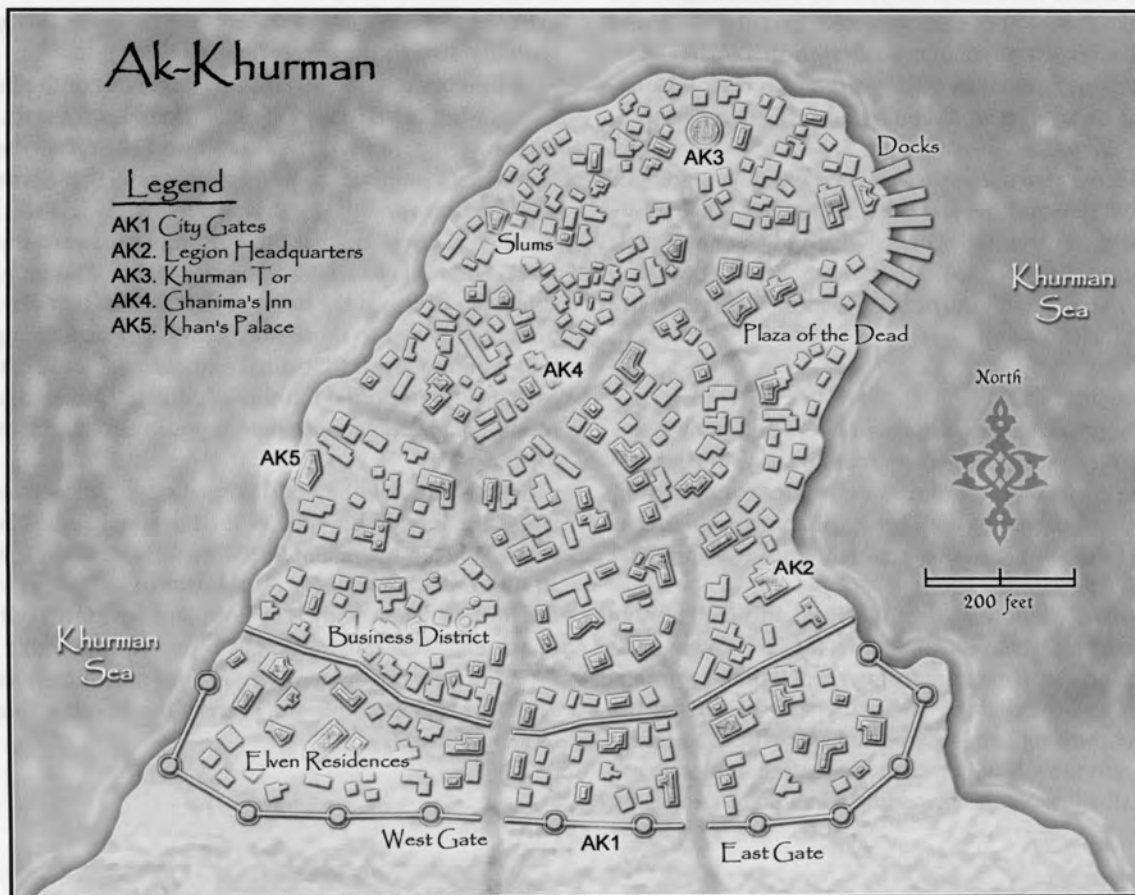 Ak-Khurman
Legend
AK1 City Gates
AK2. Legion Headquarters
AK3. Khurman Tor
AK4. Ghanima's Inn
AK5. Khan's Palace
Docks
AK3
Slums
Khurman
Sea
Plaza of the Dead
AK4
North
AK5
AK2
200 feet
Khurman
Sea
Business District
Elven Residences
West Gate
AK1
East Gate